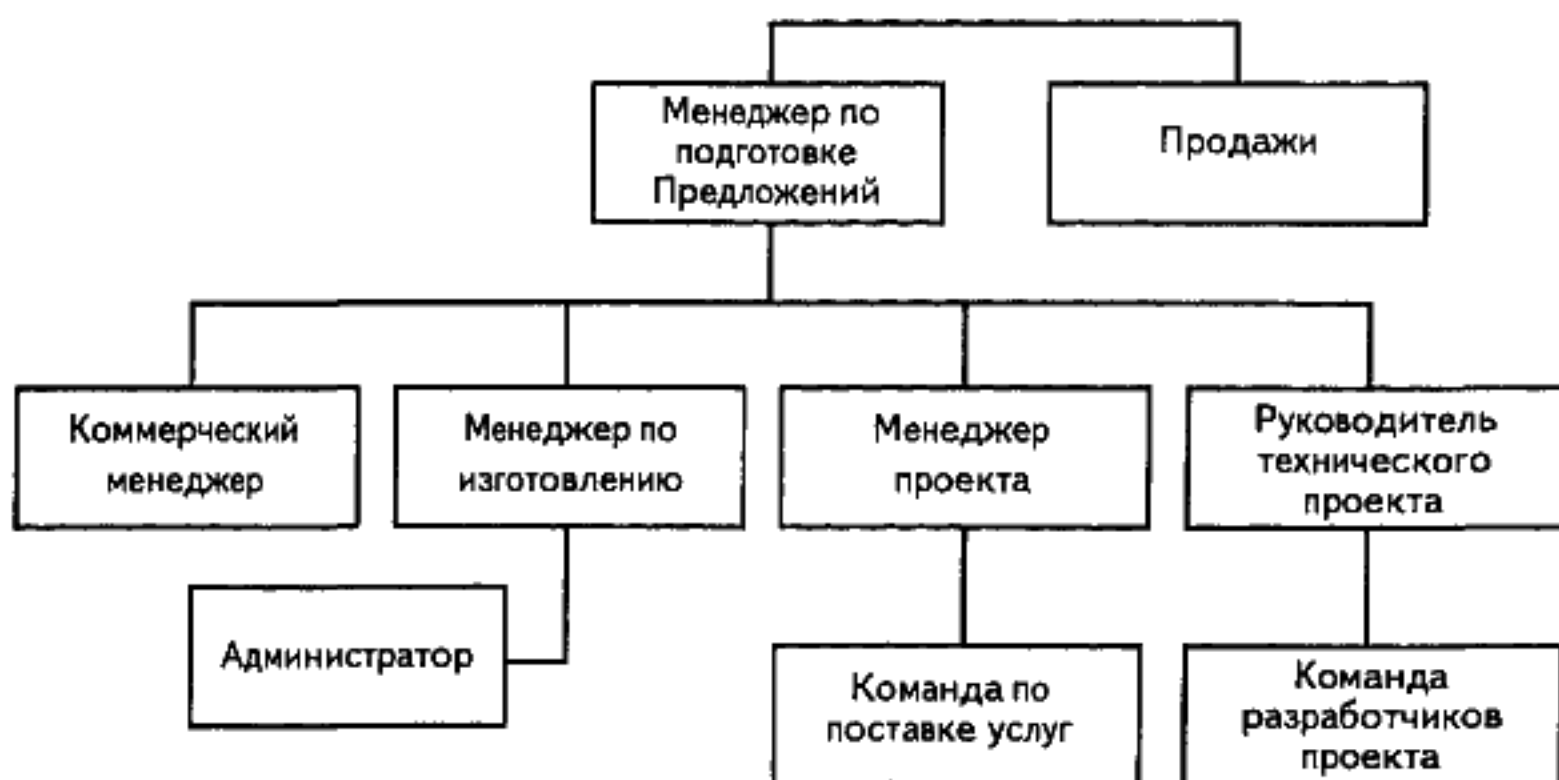 Менеджер по
подготовке
Предложений
Продажи
Коммерческий
менеджер
Менеджер по
изготовлению
Менеджер
проекта
Руководитель
технического
проекта
Администратор
Команда по
поставке услуг
Команда
разработчиков
проекта